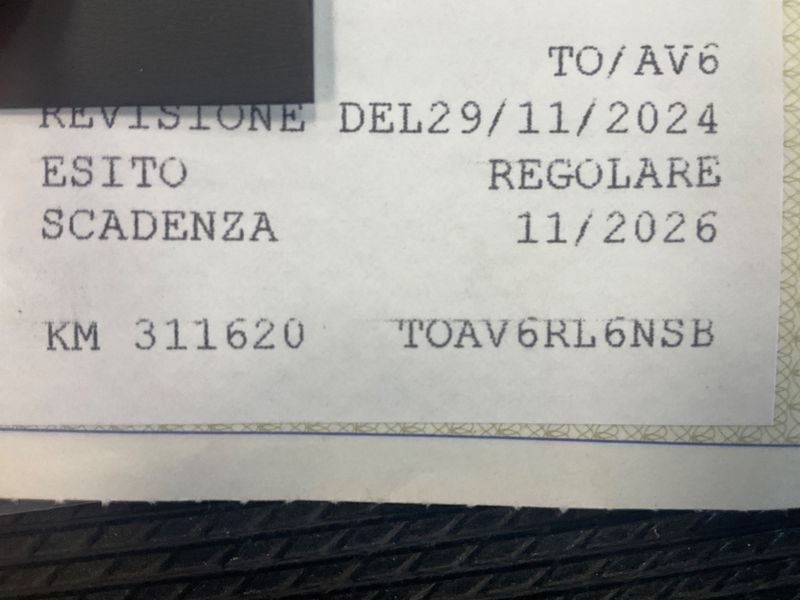 TO/AV6
REVISIONE DEL29/11/2024
ESITO REGOLARE
SCADENZA 11/2026
KM 311620 TOAV6RL6NSB